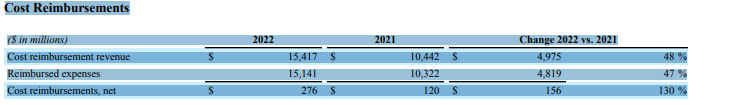 Cost Reimbursements
($ in millions) 2022 2021 Change 2022 vs. 2021
Cost reimbursement revenue $ 15,417 $ 10,442 $ 4,975 48 %
Reimbursed expenses 15,141 10,322 4,819 47 %
Cost reimbursements, net $ 276 $ 120 $ 156 130 %